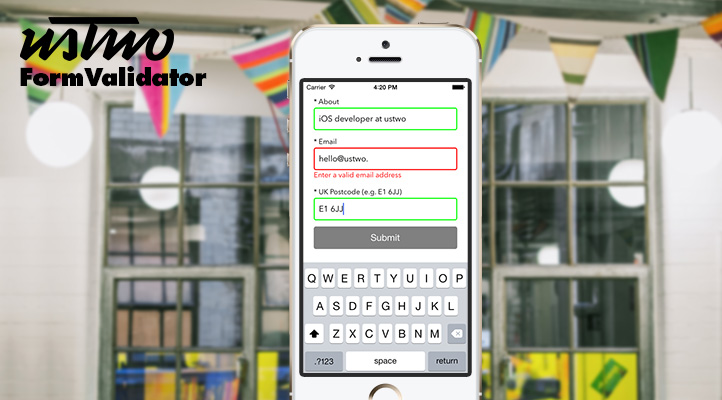 ustwo
FormValidator
Carrier 4:20 PM
* About
iOS developer at ustwo
* Email
hello@ustwo.
Enter a valid email address
* UK Postcode (e.g. E1 6JJ)
E1 6JJ
Submit
Q W E R T Y U I O P
A S D F G H J K L
Z X C V B N M
.?123 space return